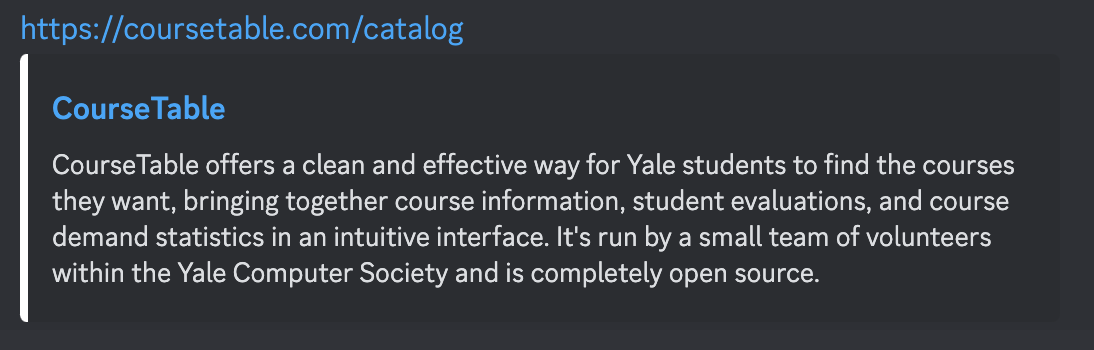 https://coursetable.com/catalog
CourseTable
CourseTable offers a clean and effective way for Yale students to find the courses
they want, bringing together course information, student evaluations, and course
demand statistics in an intuitive interface. It's run by a small team of volunteers
within the Yale Computer Society and is completely open source.